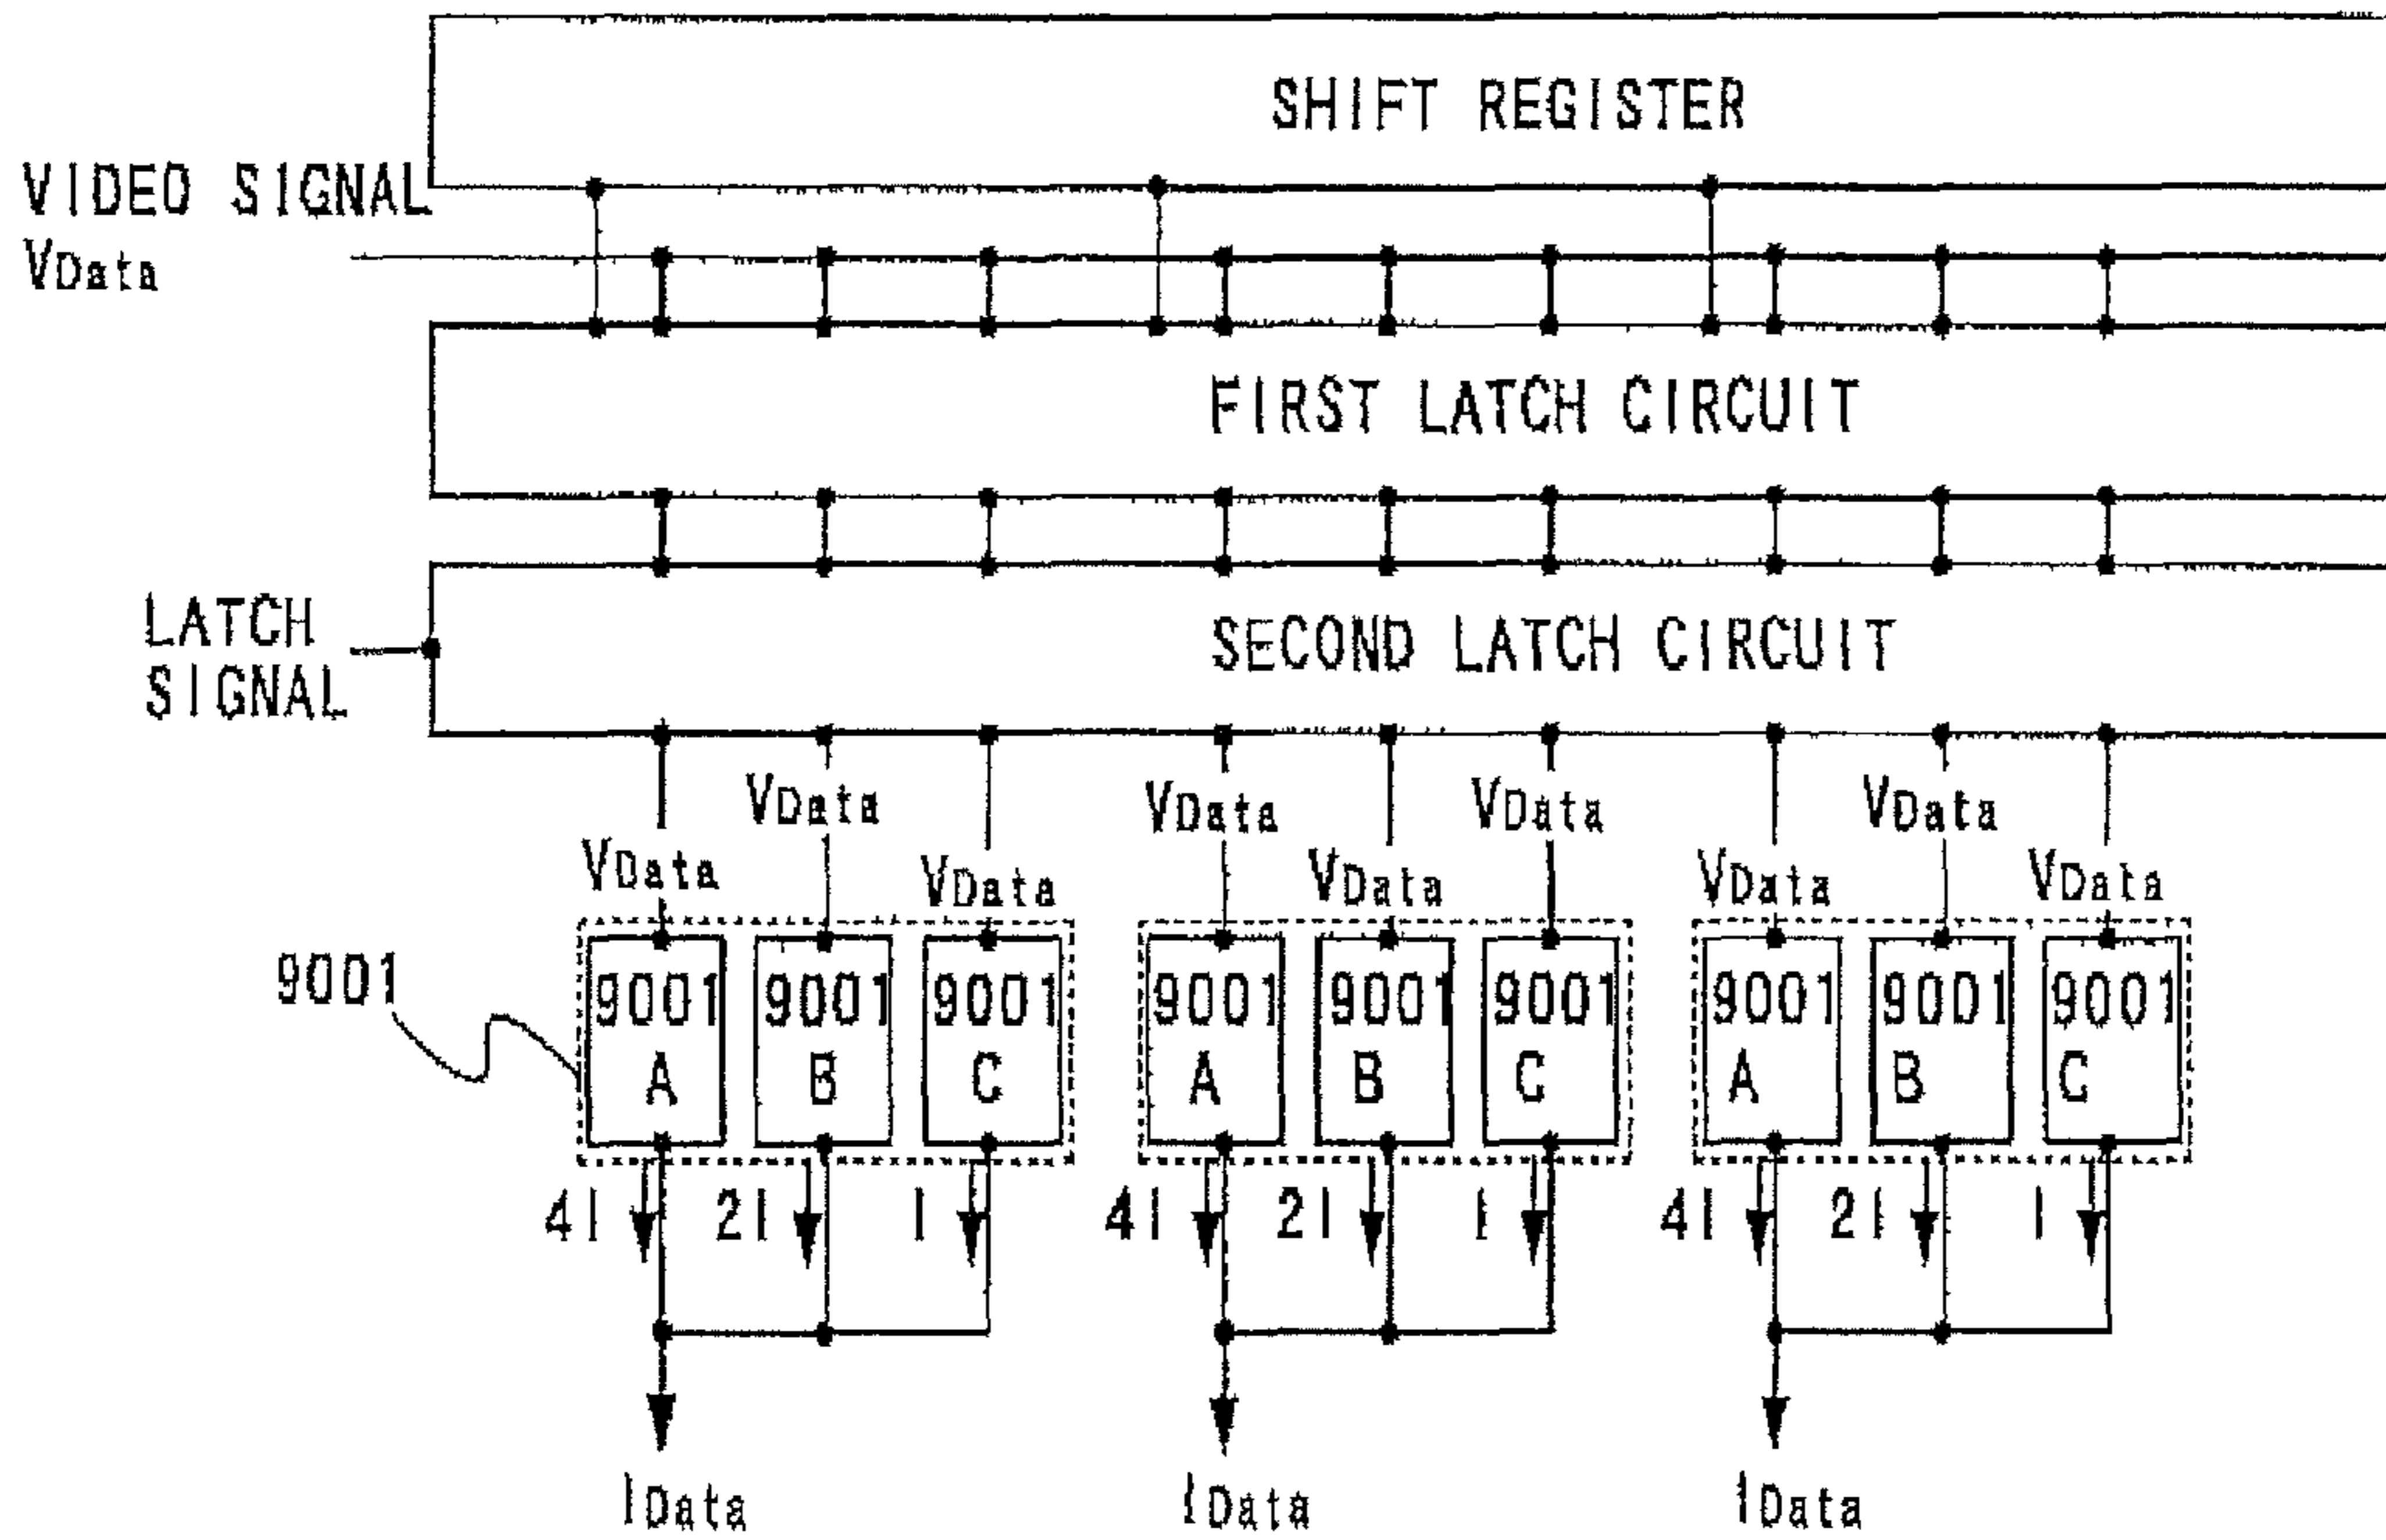 SHIFT REGISTER
VIDEO SIGNAL
VData
FIRST LATCH CIRCUIT
LATCH
SIGNAL
SECOND LATCH CIRCUIT
VData VData VData VData
VData VData VData VData VData
9001
9001 9001 9001 9001 9001 9001 9001 9001 9001
A B C A B C A B C
4I 2I I 4I 2I I 4I 2I I
IData IData IData